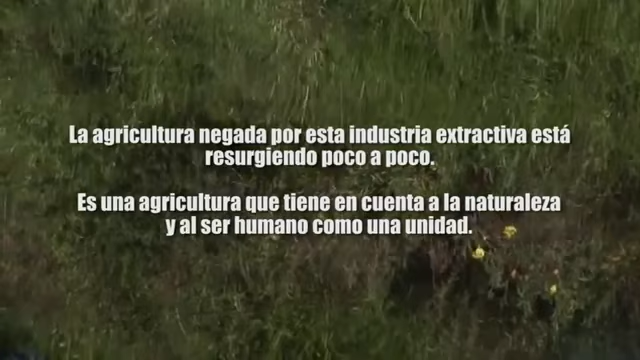 La agricultura negada por esta industria extractiva está
resurgiendo poco a poco.
Es una agricultura que tiene en cuenta a la naturaleza
y al ser humano como una unidad.